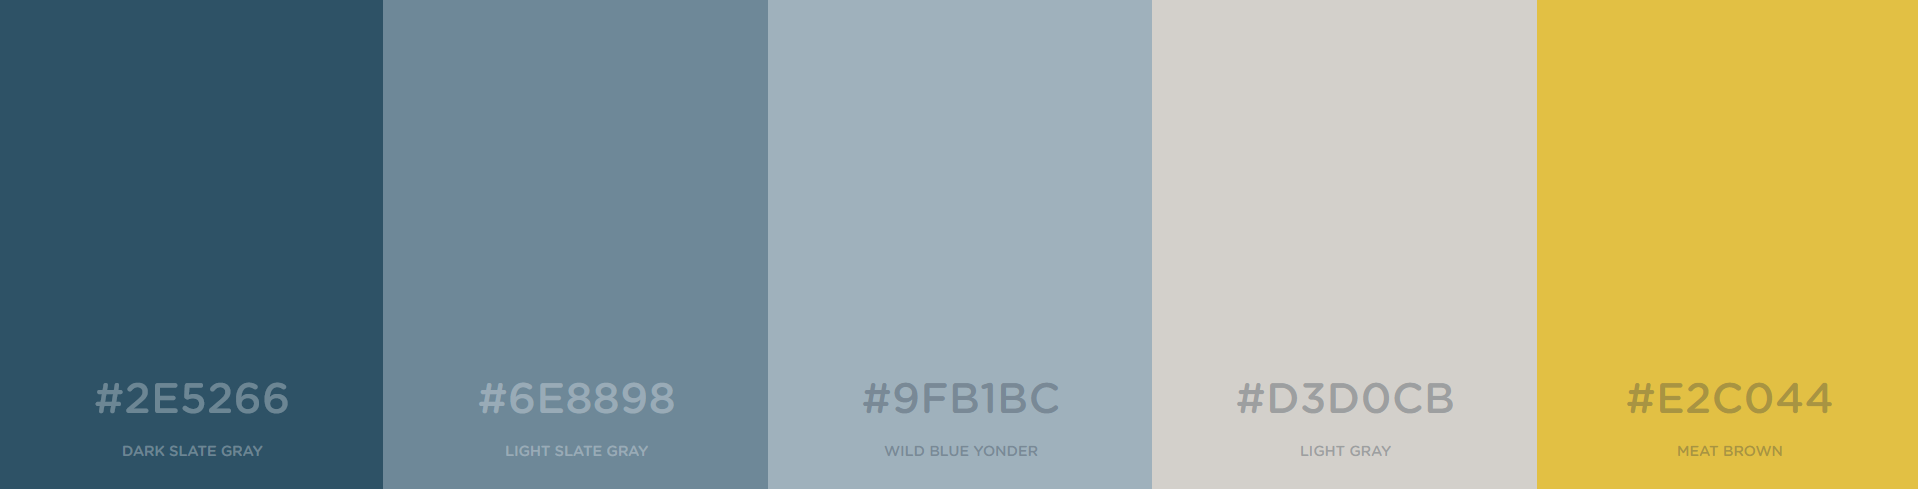 #2E5266
DARK SLATE GRAY
#6E8898
LIGHT SLATE GRAY
#9FB1BC
WILD BLUE YONDER
#D3D0CB
LIGHT GRAY
#E2C044
MEAT BROWN